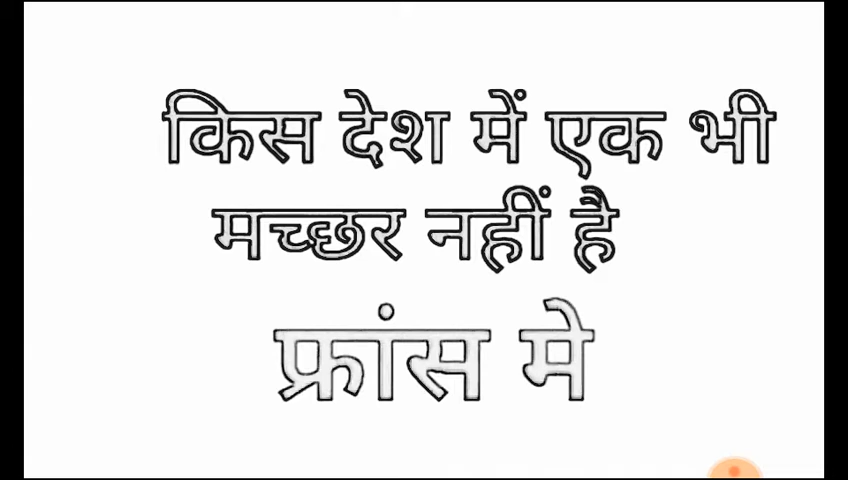 किस देश में एक भी
मच्छर नहीं है
फ्रांस मे